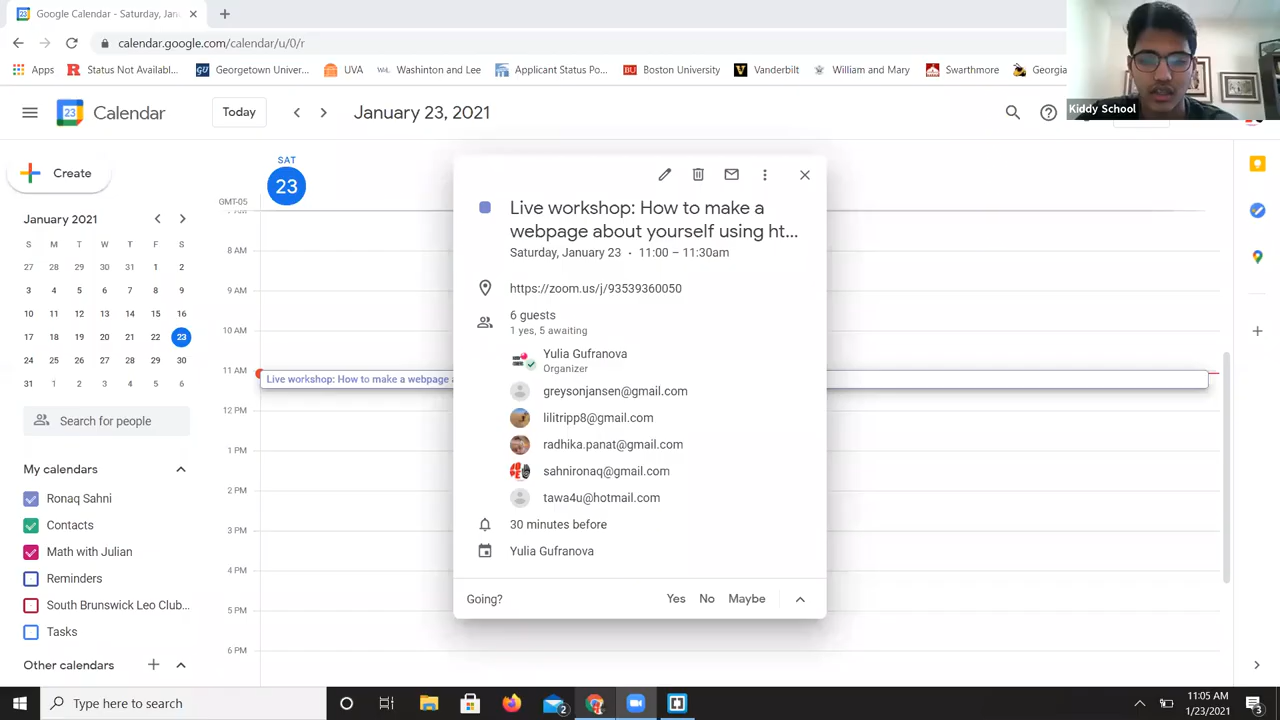 Google Calendar - Saturday, Jan
calendar.google.com/calendar/u/0/r
Apps
Status Not Availabl...
Georgetown Univer...
UVA
Washinton and Lee
Applicant Status Po...
Boston University
Vanderbilt
William and Mary
Swarthmore
Georgia
Kiddy School
23
Calendar
Today
January 23, 2021
Create
January 2021
S M T W T F S
27 28 29 30 31 1 2
3 4 5 6 7 8 9
10 11 12 13 14 15 16
17 18 19 20 21 22 23
24 25 26 27 28 29 30
31 1 2 3 4 5 6
Search for people
My calendars
Ronaq Sahni
Contacts
Math with Julian
Reminders
South Brunswick Leo Club...
Tasks
Other calendars
SAT
23
GMT-05
8 AM
9 AM
10 AM
11 AM
12 PM
1 PM
2 PM
3 PM
4 PM
5 PM
6 PM
Live workshop: How to make a webpage
Live workshop: How to make a
webpage about yourself using ht...
Saturday, January 23 · 11:00 – 11:30am
https://zoom.us/j/93539360050
6 guests
1 yes, 5 awaiting
Yulia Gufranova
Organizer
greysonjansen@gmail.com
lilitripp8@gmail.com
radhika.panat@gmail.com
sahnironaq@gmail.com
tawa4u@hotmail.com
30 minutes before
Yulia Gufranova
Going?
Yes No Maybe
Type here to search
2
11:05 AM
1/23/2021
3